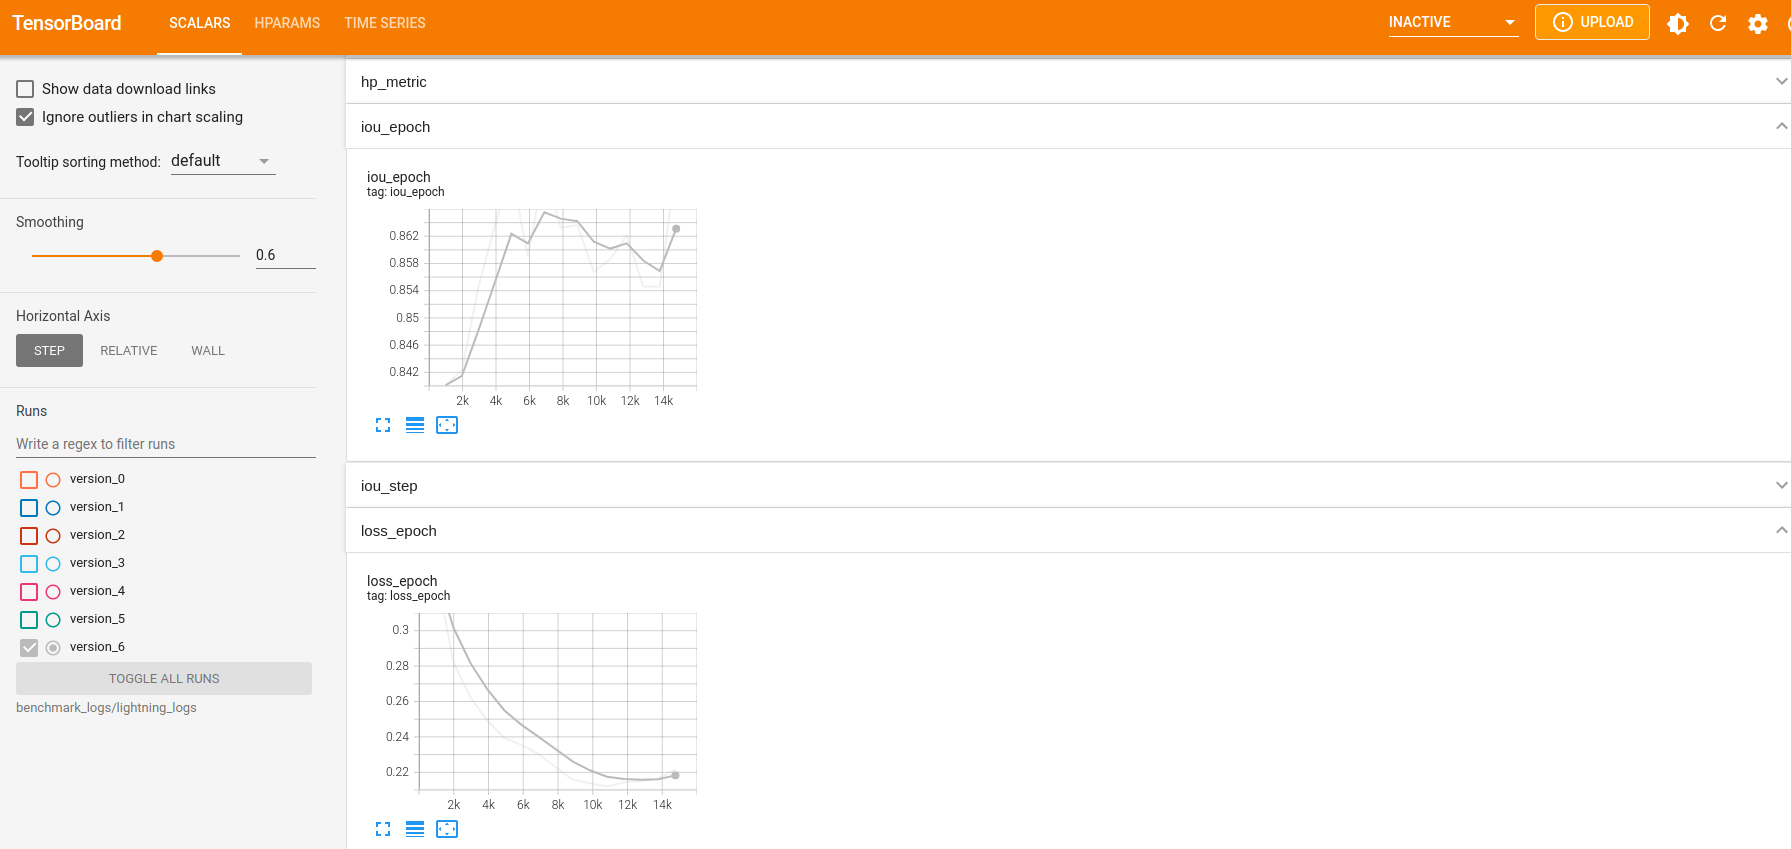 TensorBoard
SCALARS
HPARAMS
TIME SERIES
INACTIVE
UPLOAD
Show data download links
Ignore outliers in chart scaling
Tooltip sorting method: default
Smoothing
0.6
Horizontal Axis
STEP
RELATIVE
WALL
Runs
Write a regex to filter runs
version_0
version_1
version_2
version_3
version_4
version_5
version_6
TOGGLE ALL RUNS
benchmark_logs/lightning_logs
hp_metric
iou_epoch
iou_epoch
tag: iou_epoch
0.862
0.858
0.854
0.85
0.846
0.842
2k 4k 6k 8k 10k 12k 14k
iou_step
loss_epoch
loss_epoch
tag: loss_epoch
0.3
0.28
0.26
0.24
0.22
2k 4k 6k 8k 10k 12k 14k